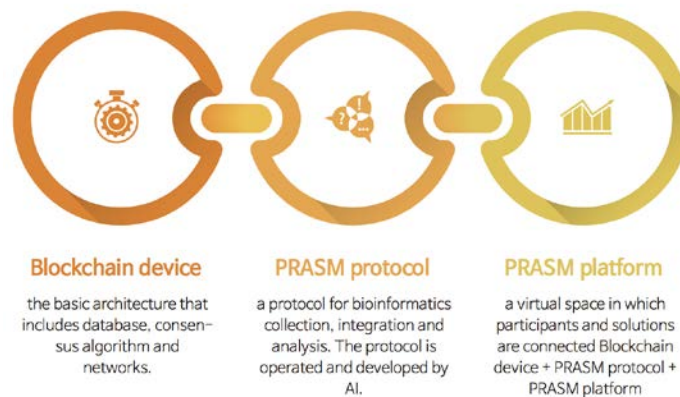 Blockchain device
the basic architecture that
includes database, consen-
sus algorithm and
networks.
PRASM protocol
a protocol for bioinformatics
collection, integration and
analysis. The protocol is
operated and developed by
AI.
PRASM platform
a virtual space in which
participants and solutions
are connected Blockchain
device + PRASM protocol +
PRASM platform